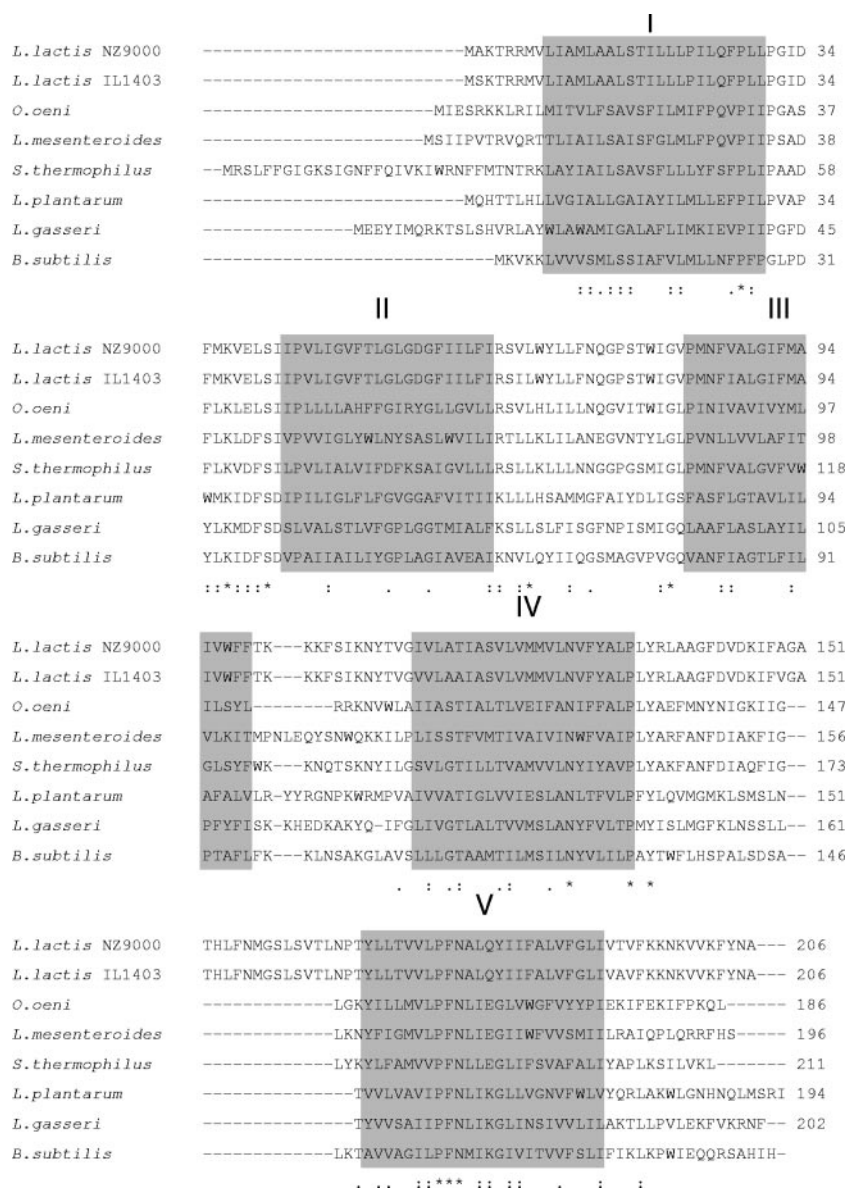 I
L.lactis NZ9000 --------------------------MAKTRRMVLIAMLAALSTILLLPILQFPLLPGID 34
L.lactis IL1403 --------------------------MSKTRRMVLIAMLAALSTILLLPILQFPLLPGID 34
O.oeni -----------------------MIESRKKLRILMITVLFSAVSFILMIFPQVPIIPGAS 37
L.mesenteroides ----------------------MSIIPVTRVQRTTLIAILSAISFGLMLFPQVPIIPSAD 38
S.thermophilus --MRSLFFGIGKSIGNFFQIVKIWRNFFMTNTRKLAYIAILSAVSFLLLYFSFPLIPAAD 58
L.plantarum --------------------------MQHTTLHLLVGIALLGAIAYILMLLEFPILPVAP 34
L.gasseri ---------------MEEYIMQRKTSLSHVRLAYWLAWAMIGALAFLIMKIEVPIIPGFD 45
B.subtilis -----------------------------MKVKKLVVVSMLSSIAFVLMLLNFPFPGLPD 31
::.::: :: .*:
II III
L.lactis NZ9000 FMKVELSIIPVLIGVFTLGLGDGFIILFIRSVLWYLLFNQGPSTWIGVPMNFVALGIFMA 94
L.lactis IL1403 FMKVELSIIPVLIGVFTLGLGDGFIILFIRSILWYLLFNQGPSTWIGVPMNFIALGIFMA 94
O.oeni FLKLELSIIPLLLLAHFFGIRYGLLGVLLRSVLHLILLNQGVITWIGLPINIVAVIVYML 97
L.mesenteroides FLKLDFSIVPVVIGLYWLNYSASLWVILIRTLLKLILANEGVNTYLGLPVNLLVVLAFIT 98
S.thermophilus FLKVDFSILPVLIALVIFDFKSAIGVLLLRSLLKLLLNNGGPGSMIGLPMNFVALGVFVW 118
L.plantarum WMKIDFSDIPILIGLFLFGVGGAFVITIIKLLLHSAMMGFAIYDLIGSFASFLGTAVLIL 94
L.gasseri YLKMDFSDSLVALSTLVFGPLGGTMIALFKSLLSLFISGFNPISMIGQLAAFLASLAYIL 105
B.subtilis YLKIDFSDVPAIIAILIYGPLAGIAVEAIKNVLQYIIQGSMAGVPVGQVANFIAGTLFIL 91
::*:::* : . . :: :* : . :* :: :
IV
L.lactis NZ9000 IVWFFTK---KKFSIKNYTVGIVLATIASVLVMMVLNVFYALPLYRLAAGFDVDKIFAGA 151
L.lactis IL1403 IVWFFTK---KKFSIKNYTVGVVLAAIASVLVMMVLNVFYALPLYRLAAGFDVDKIFVGA 151
O.oeni ILSYL--------RRKNVWLAIIASTIALTLVEIFANIFFALPLYAEFMNYNIGKIIG-- 147
L.mesenteroides VLKITMPNLEQYSNWQKKILPLISSTFVMTIVAIVINWFVAIPLYARFANFDIAKFIG-- 156
S.thermophilus GLSYFWK---KNQTSKNYILGSVLGTILLTVAMVVLNYIYAVPLYAKFANFDIAQFIG-- 173
L.plantarum AFALVLR-YYRGNPKWRMPVAIVVATIGLVVIESLANLTFVLPFYLQVMGMKLSMSLN-- 151
L.gasseri PFYFISK-KHEDKAKYQ-IFGLIVGTLALTVVMSLANYFVLTPMYISLMGFKLNSSLL-- 161
B.subtilis PTAFLFK---KLNSAKGLAVSLLLGTAAMTILMSILNYVLILPAYTWFLHSPALSDSA-- 146
. : .: .: . * * *
V
L.lactis NZ9000 THLFNMGSLSVTLNPTYLLTVVLPFNALQYIIFALVFGLIVTVFKKNKVVKFYNA--- 206
L.lactis IL1403 THLFNMGSLSVTLNPTYLLTVVLPFNALQYIIFALVFGLIVAVFKKNKVVKFYNA--- 206
O.oeni -------------LGKYILLMVLPFNLIEGLVWGFVYYPIEKIFEKIFPKQL------ 186
L.mesenteroides -------------LKNYFIGMVLPFNLIEGIIWFVVSMIILRAIQPLQRRFHS----- 196
S.thermophilus -------------LYKYLFAMVVPFNLLEGLIFSVAFALIYAPLKSILVKL------- 211
L.plantarum ---------------TVVLVAVIPFNLIKGLLVGNVFWLVYQRLAKWLGNHNQLMSRI 194
L.gasseri ---------------TYVVSAIIPFNLIKGLINSIVVLILAKTLLPVLEKFVKRNF-- 202
B.subtilis -------------LKTAVVAGILPFNMIKGIVITVVFSLIFIKLKPWIEQQRSAHIH-
. .. ::*** :: :: . : :